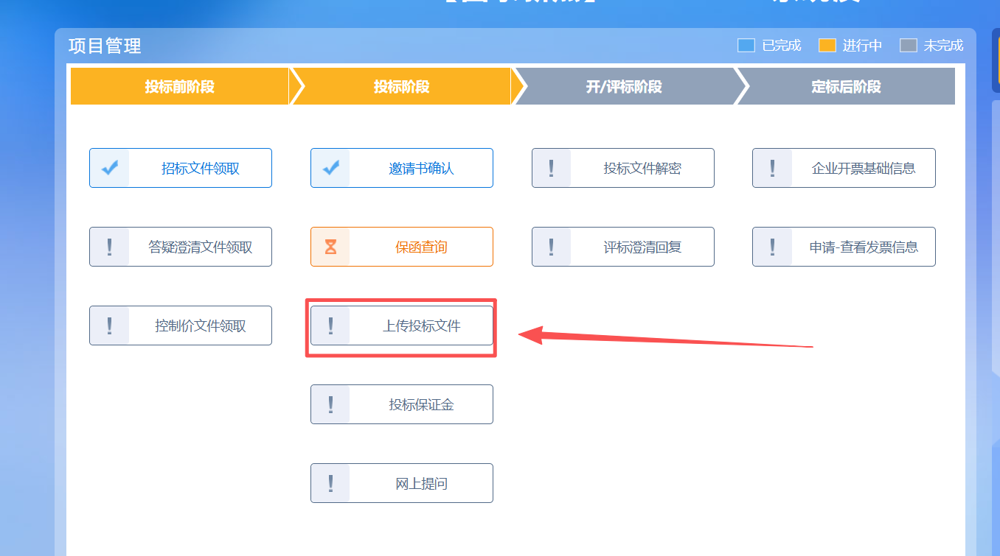 项目管理
已完成 进行中 未完成
投标前阶段 投标阶段 开/评标阶段 定标后阶段
招标文件领取 邀请书确认 投标文件解密 企业开票基础信息
答疑澄清文件领取 保函查询 评标澄清回复 申请-查看发票信息
控制价文件领取 上传投标文件
投标保证金
网上提问